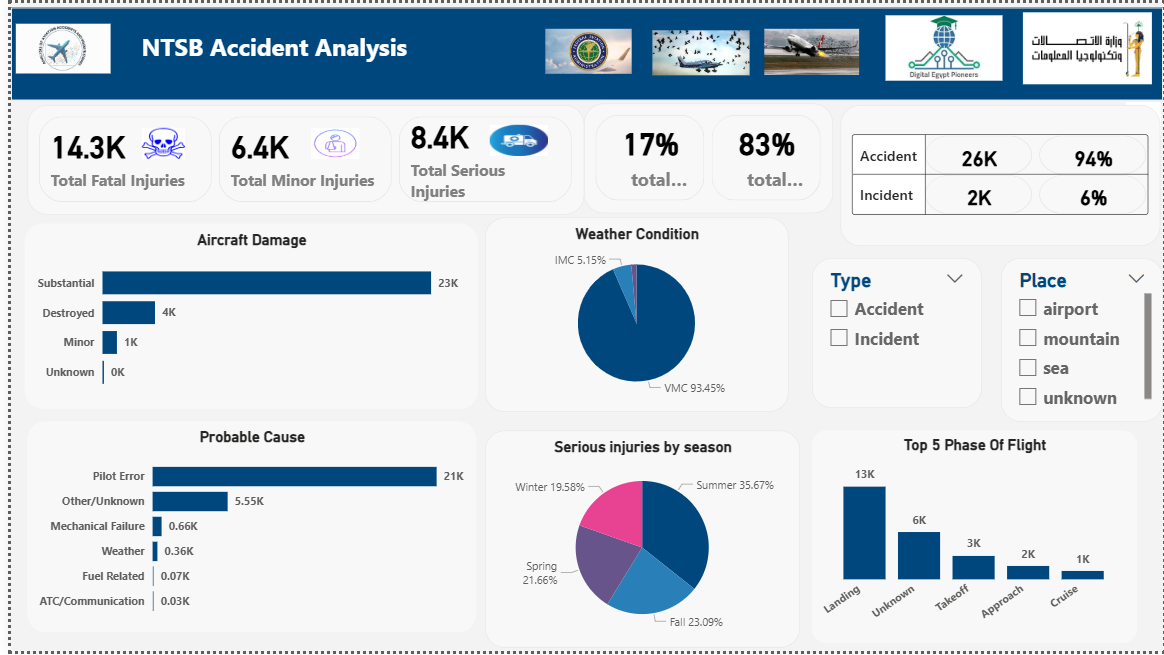 NTSB Accident Analysis
Digital Egypt Pioneers
وزارة الاتصالات
وتكنولوجيا المعلومات
14.3K
Total Fatal Injuries
6.4K
Total Minor Injuries
8.4K
Total Serious
Injuries
17%
total...
83%
total...
Accident 26K 94%
Incident 2K 6%
Aircraft Damage
Substantial 23K
Destroyed 4K
Minor 1K
Unknown 0K
Weather Condition
IMC 5.15%
VMC 93.45%
Type
Accident
Incident
Place
airport
mountain
sea
unknown
Probable Cause
Pilot Error 21K
Other/Unknown 5.55K
Mechanical Failure 0.66K
Weather 0.36K
Fuel Related 0.07K
ATC/Communication 0.03K
Serious injuries by season
Winter 19.58%
Summer 35.67%
Spring
21.66%
Fall 23.09%
Top 5 Phase Of Flight
13K
6K
3K
2K
1K
Landing
Unknown
Takeoff
Approach
Cruise